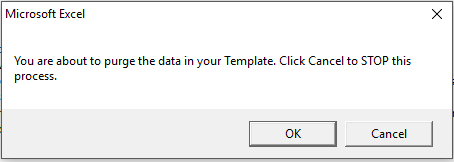 Microsoft Excel
You are about to purge the data in your Template. Click Cancel to STOP this
process.
OK
Cancel